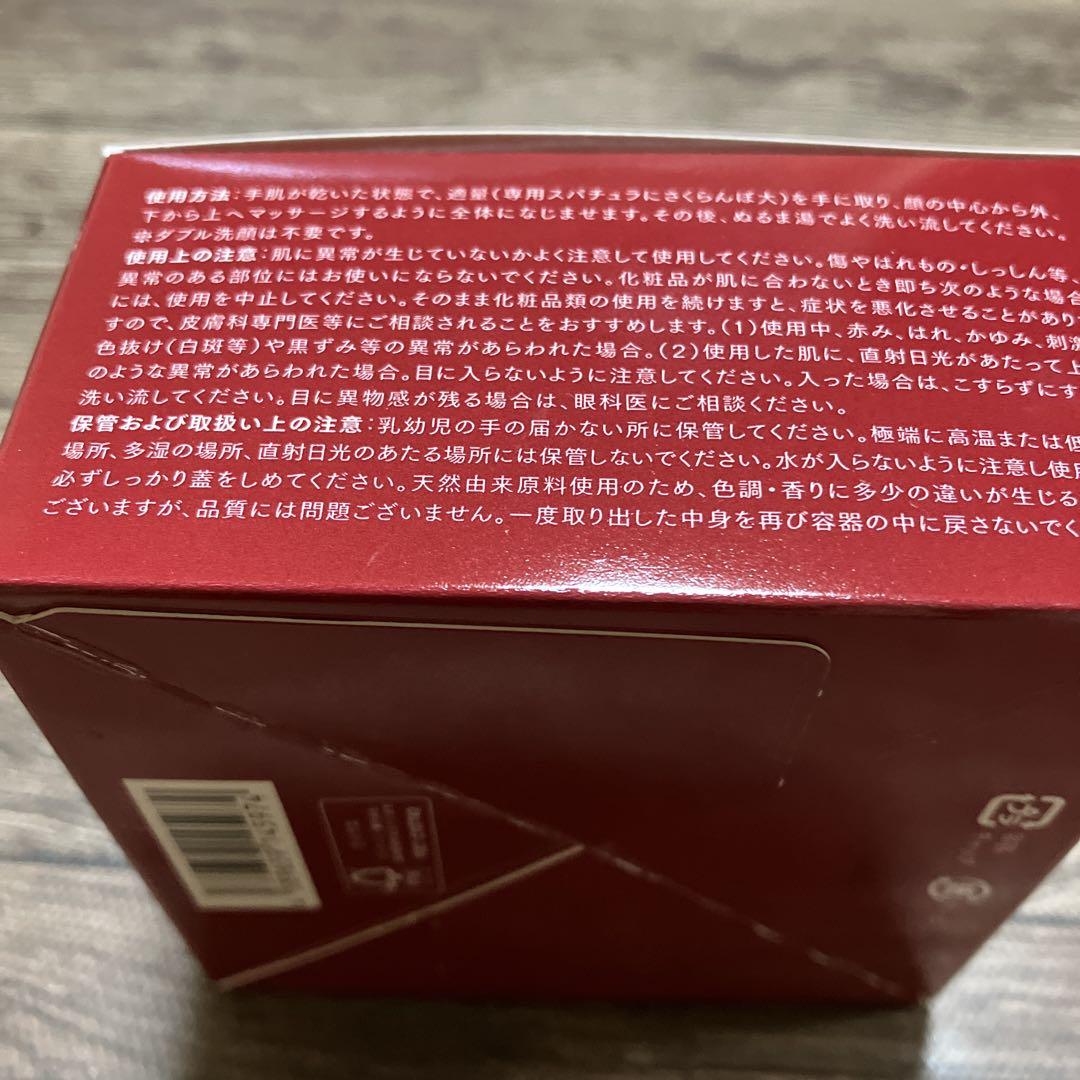 使用方法：手肌が乾いた状態で、適量（専用スパチュラにさくらんぼ大）を手に取り、顔の中心から外、
下から上へマッサージするように全体になじませます。その後、ぬるま湯でよく洗い流してください。
※ダブル洗顔は不要です。
使用上の注意：肌に異常が生じていないかよく注意して使用してください。傷やはれもの・しっしん等、
異常のある部位にはお使いにならないでください。化粧品が肌に合わないとき即ち次のような場合
には、使用を中止してください。そのまま化粧品類の使用を続けますと、症状を悪化させることがあり
すので、皮膚科専門医等にご相談されることをおすすめします。（1）使用中、赤み、はれ、かゆみ、刺激
色抜け（白斑等）や黒ずみ等の異常があらわれた場合。（2）使用した肌に、直射日光があたって上
のような異常があらわれた場合。目に入らないように注意してください。入った場合は、こすらずにす
洗い流してください。目に異物感が残る場合は、眼科医にご相談ください。
保管および取扱い上の注意：乳幼児の手の届かない所に保管してください。極端に高温または低
場所、多湿の場所、直射日光のあたる場所には保管しないでください。水が入らないように注意し使用
必ずしっかり蓋をしめてください。天然由来原料使用のため、色調・香りに多少の違いが生じる
ございますが、品質には問題ございません。一度取り出した中身を再び容器の中に戻さないでく